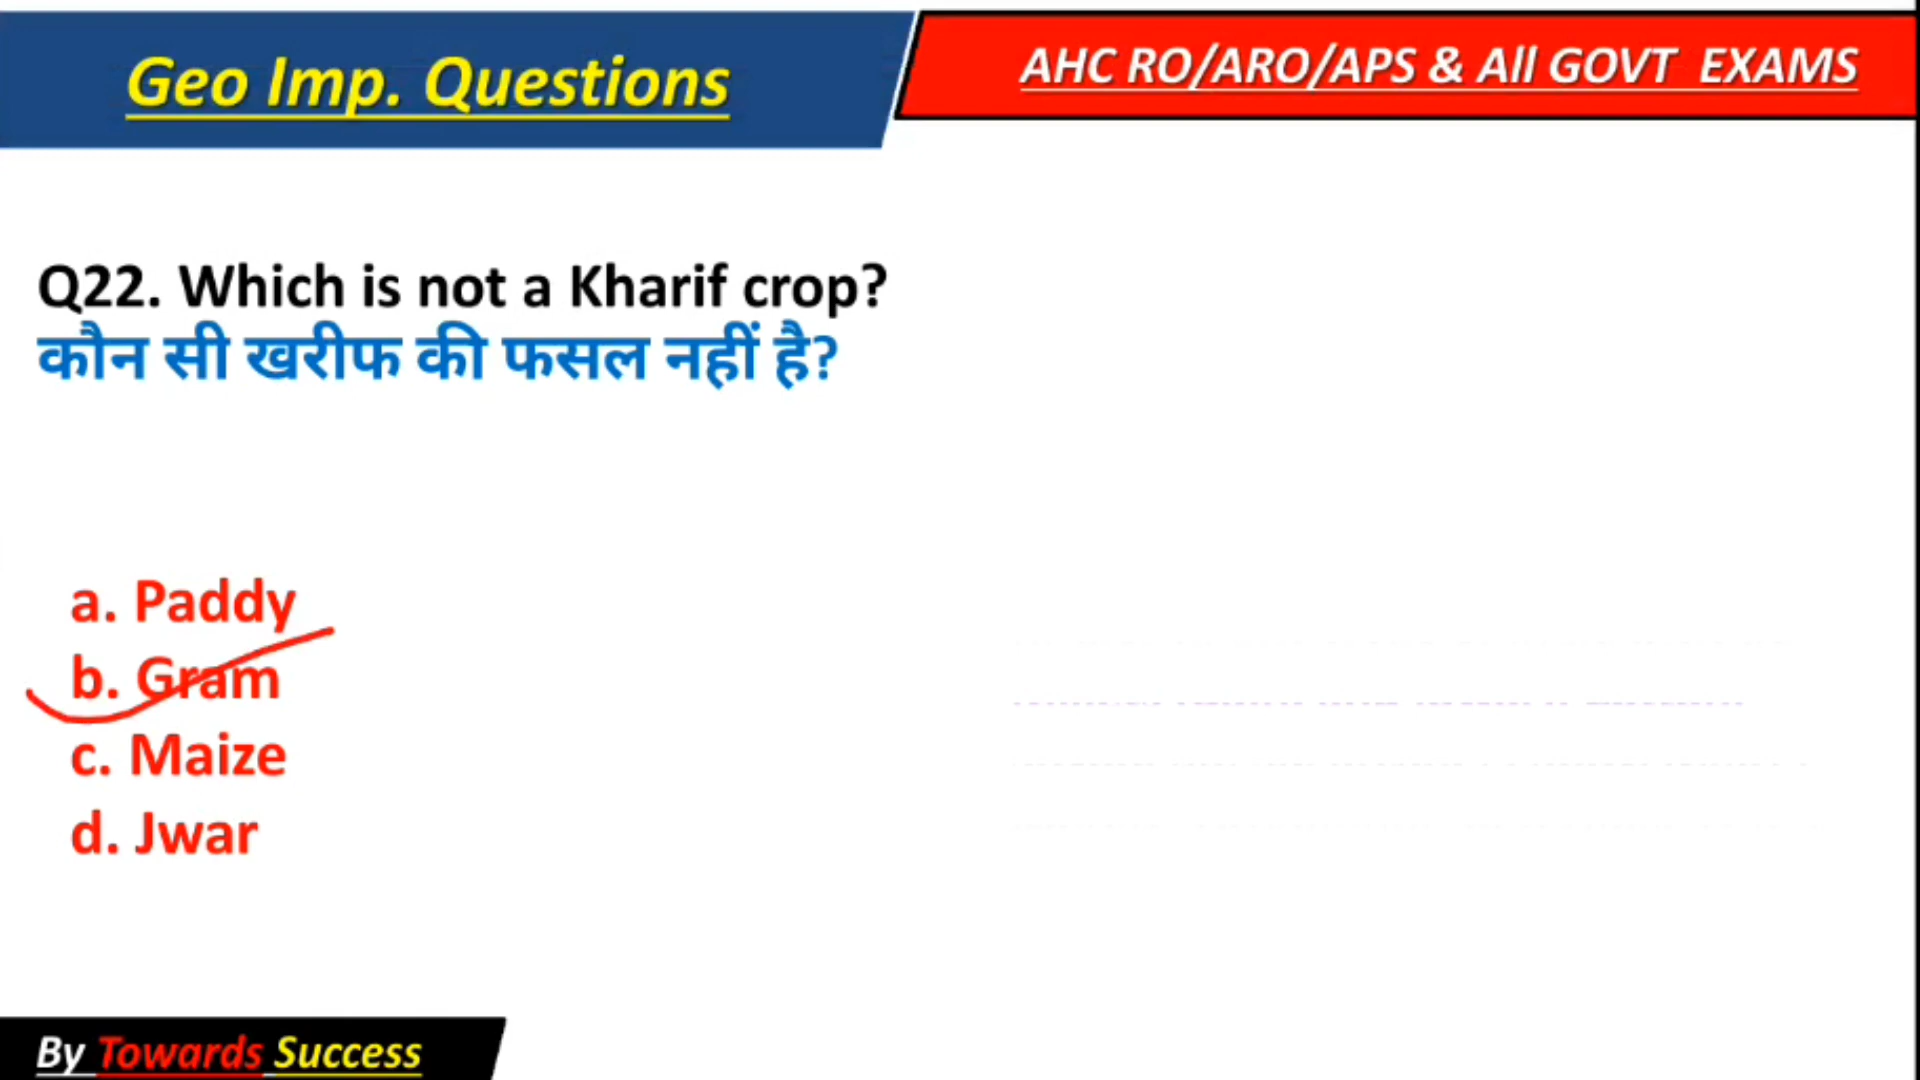 Geo Imp. Questions
AHC RO/ARO/APS & All GOVT EXAMS
Q22. Which is not a Kharif crop?
कौन सी खरीफ की फसल नहीं है?
a. Paddy
b. Gram
c. Maize
d. Jwar
By Towards Success